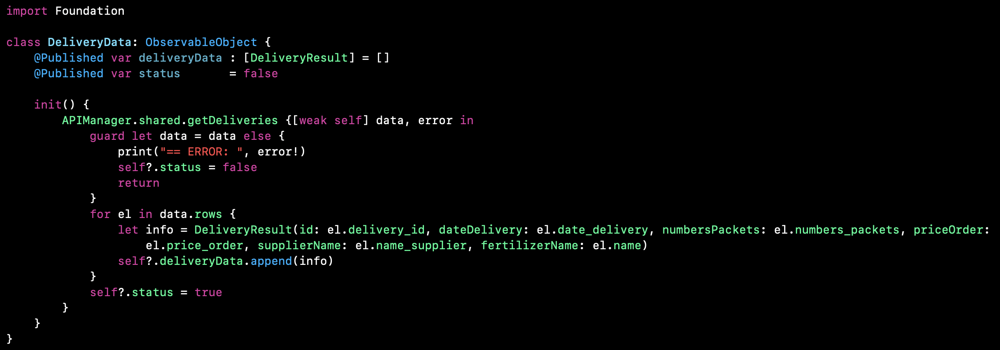 import Foundation

class DeliveryData: ObservableObject {
    @Published var deliveryData : [DeliveryResult] = []
    @Published var status       = false

    init() {
        APIManager.shared.getDeliveries {[weak self] data, error in
            guard let data = data else {
                print("== ERROR: ", error!)
                self?.status = false
                return
            }
            for el in data.rows {
                let info = DeliveryResult(id: el.delivery_id, dateDelivery: el.date_delivery, numbersPackets: el.numbers_packets, priceOrder:
                    el.price_order, supplierName: el.name_supplier, fertilizerName: el.name)
                self?.deliveryData.append(info)
            }
            self?.status = true
        }
    }
}